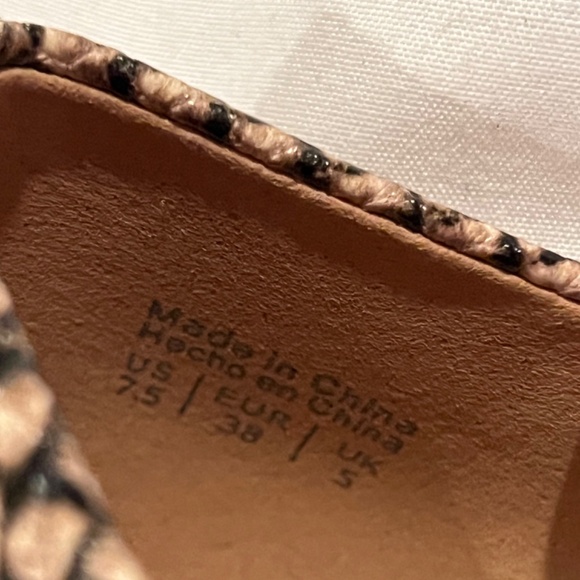 Made in China
Hecho en China
US | EUR | UK
7.5 | 38 | 5